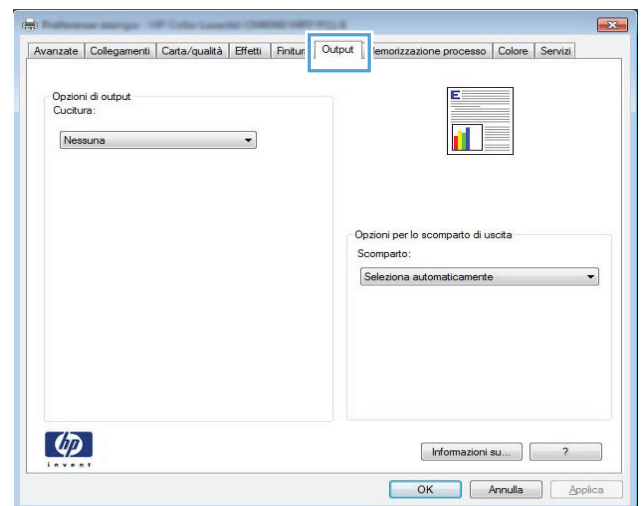 Avanzate Collegamenti Carta/qualità Effetti Finitur Output emorizzazione processo Colore Servizi
Opzioni di output
Cucitura:
Nessuna
E
Opzioni per lo scomparto di uscita
Scomparto:
Seleziona automaticamente
hp
invent
Informazioni su... ?
OK Annulla Applica